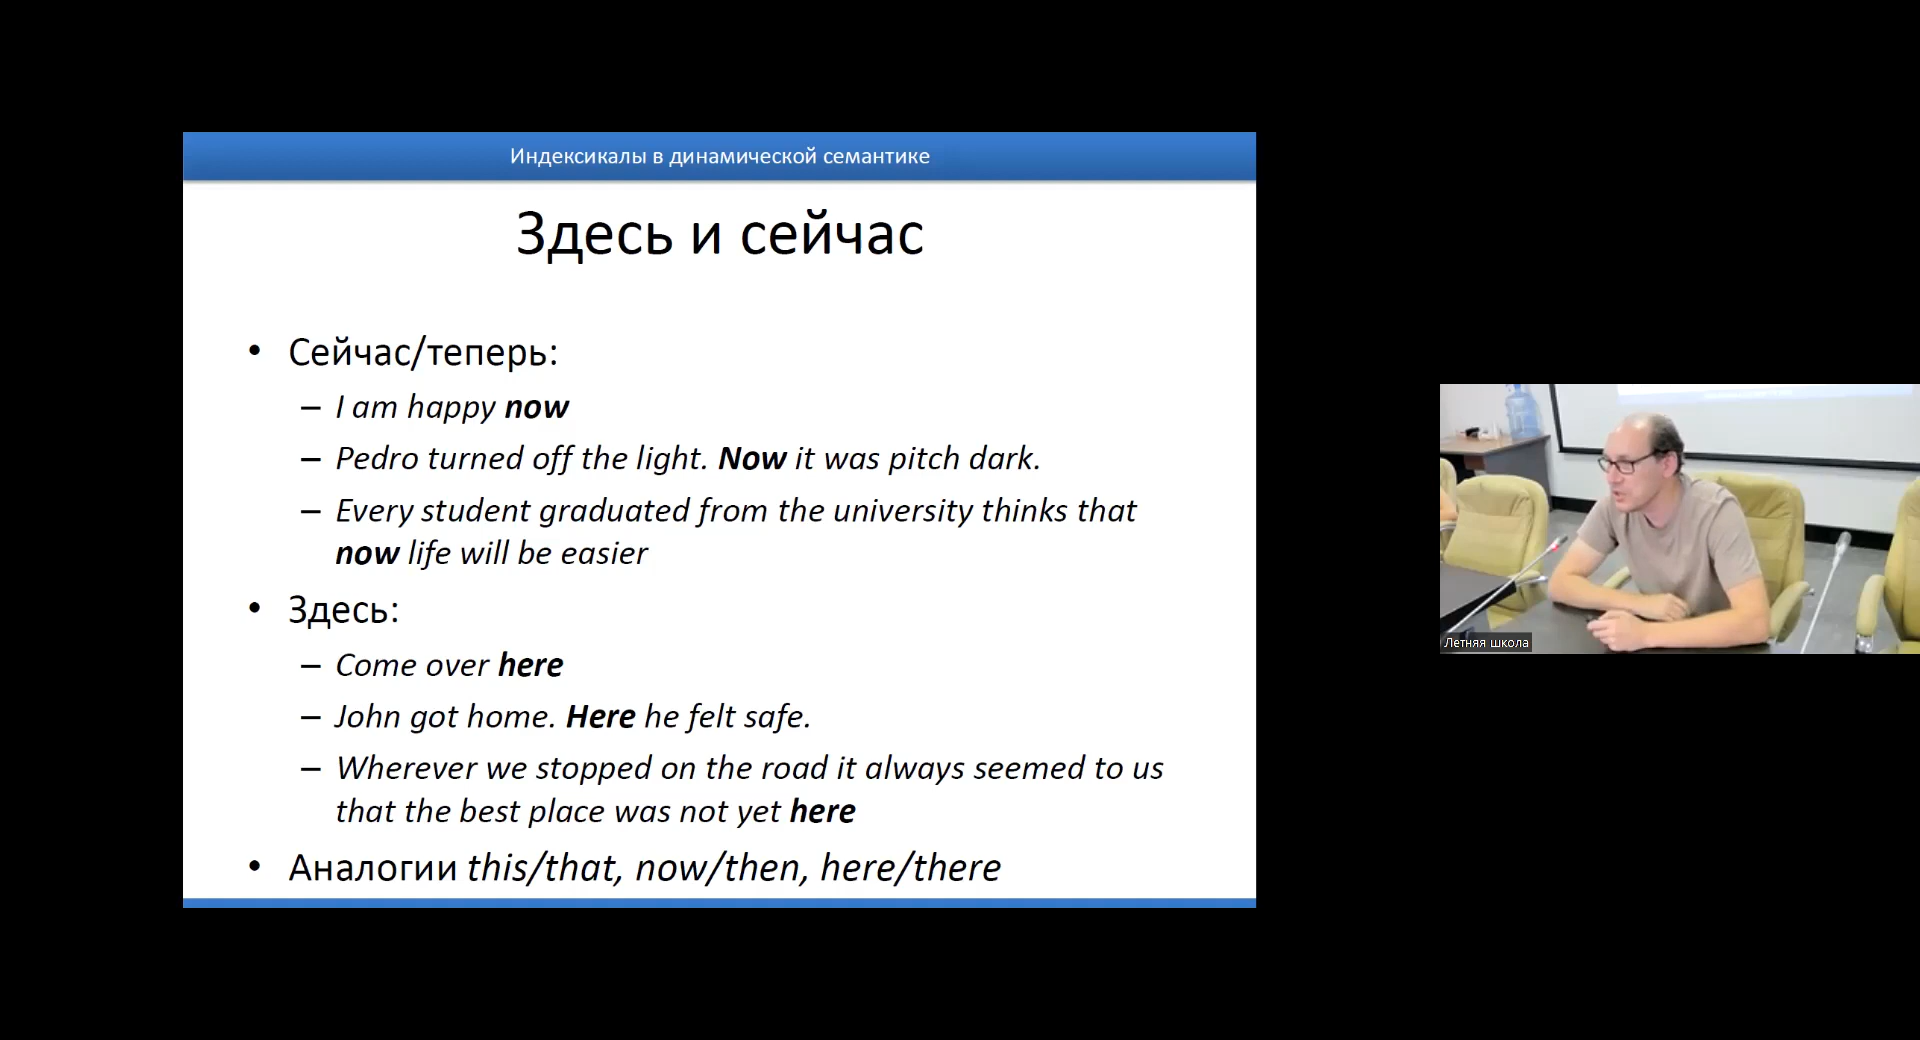 Индексикалы в динамической семантике
Здесь и сейчас
• Сейчас/теперь:
– I am happy now
– Pedro turned off the light. Now it was pitch dark.
– Every student graduated from the university thinks that
now life will be easier
• Здесь:
– Come over here
– John got home. Here he felt safe.
– Wherever we stopped on the road it always seemed to us
that the best place was not yet here
• Аналогии this/that, now/then, here/there
Летняя школа